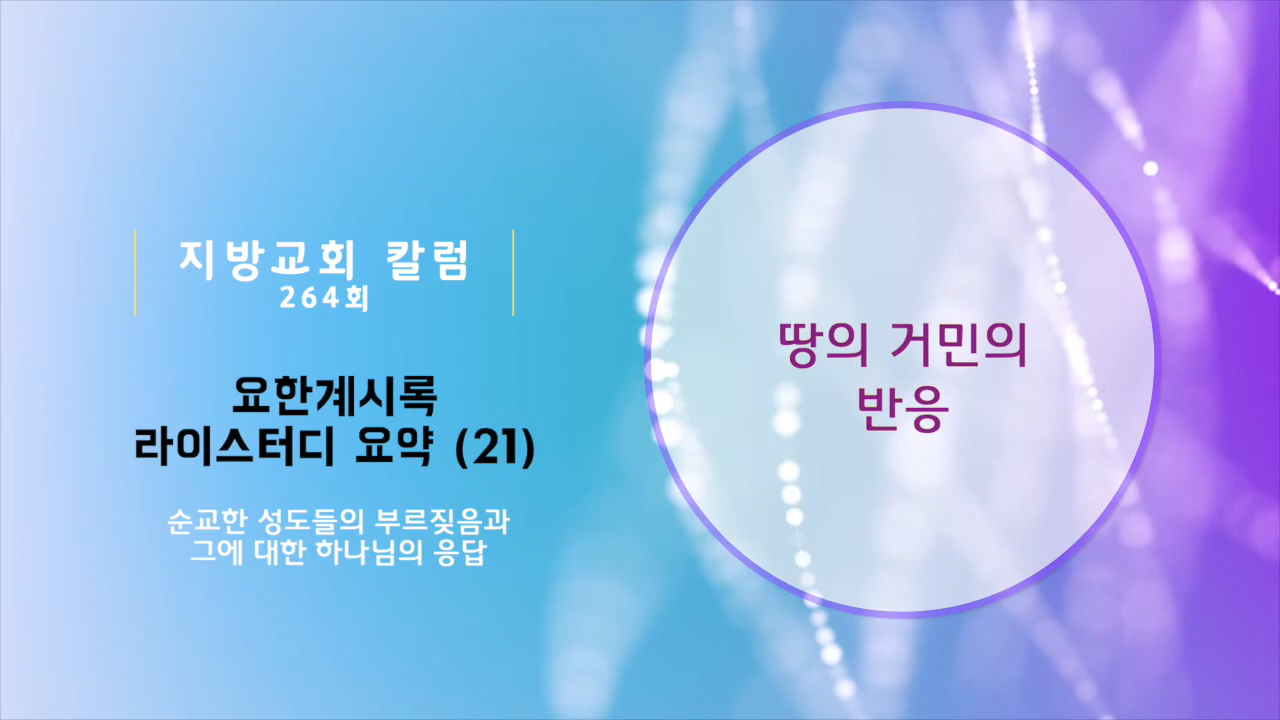 지방교회 칼럼
264회
요한계시록
라이스터디 요약 (21)
순교한 성도들의 부르짖음과
그에 대한 하나님의 응답
땅의 거민의
반응